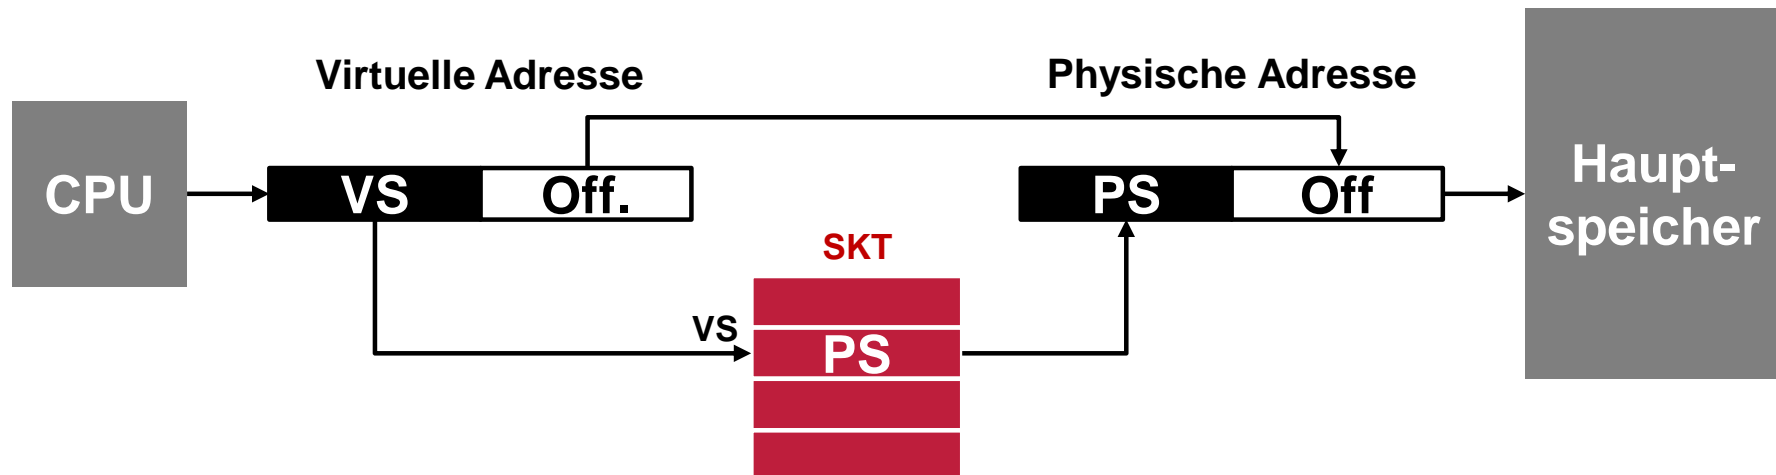 Virtuelle Adresse
Physische Adresse
CPU
VS
Off.
PS
Off
Haupt-
speicher
SKT
VS
PS